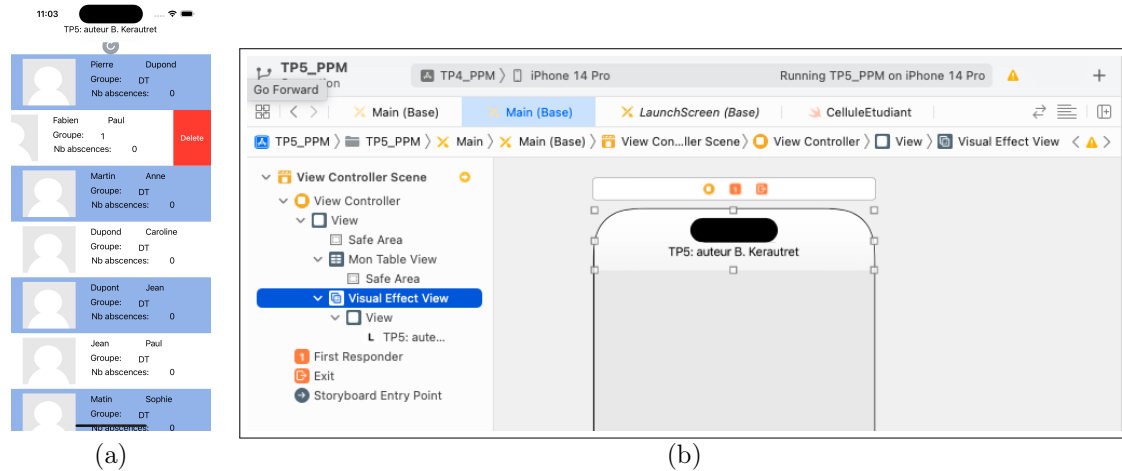 11:03
TP5: auteur B. Kerautret
Pierre Dupond
Groupe: DT
Nb abscences: 0
Fabien Paul
Groupe: 1
Nb abscences: 0
Delete
Martin Anne
Groupe: DT
Nb abscences: 0
Dupond Caroline
Groupe: DT
Nb abscences: 0
Dupont Jean
Groupe: DT
Nb abscences: 0
Jean Paul
Groupe: DT
Nb abscences: 0
Matin Sophie
Groupe: DT
Nb abscences: 0
(a)
TP5_PPM
Go Forward
TP4_PPM 〉 iPhone 14 Pro
Running TP5_PPM on iPhone 14 Pro
Main (Base) Main (Base) LaunchScreen (Base) CelluleEtudiant
TP5_PPM 〉 TP5_PPM 〉 Main 〉 Main (Base) 〉 View Con...ller Scene 〉 View Controller 〉 View 〉 Visual Effect View
View Controller Scene
View Controller
View
Safe Area
Mon Table View
Safe Area
Visual Effect View
View
L TP5: aute...
1 First Responder
Exit
Storyboard Entry Point
1
TP5: auteur B. Kerautret
(b)